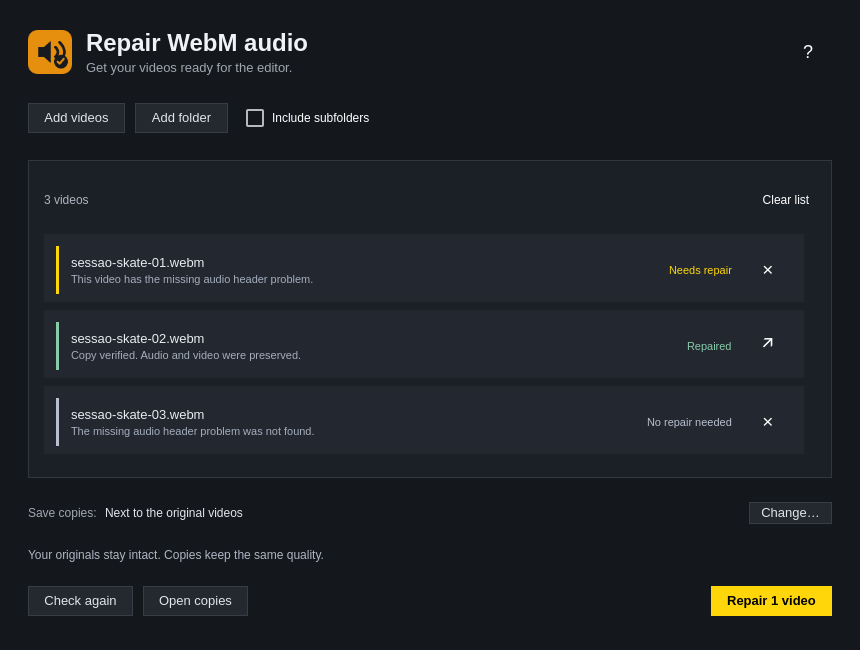 Repair WebM audio
Get your videos ready for the editor.
?
Add videos
Add folder
Include subfolders
3 videos
Clear list
sessao-skate-01.webm
This video has the missing audio header problem.
Needs repair
sessao-skate-02.webm
Copy verified. Audio and video were preserved.
Repaired
sessao-skate-03.webm
The missing audio header problem was not found.
No repair needed
Save copies: Next to the original videos
Change…
Your originals stay intact. Copies keep the same quality.
Check again
Open copies
Repair 1 video